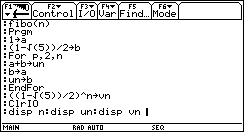 F1 F2 Control F3 I/O F4 Var F5 Find... F6 Mode
:fibo(n)
:Prgm
:1→a
:(1-√(5))/2→b
:For p,2,n
:a+b→un
:b→a
:un→b
:EndFor
:((1-√(5))/2)^n→vn
:ClrIO
:disp n:disp un:disp vn
MAIN RAD AUTO SEQ